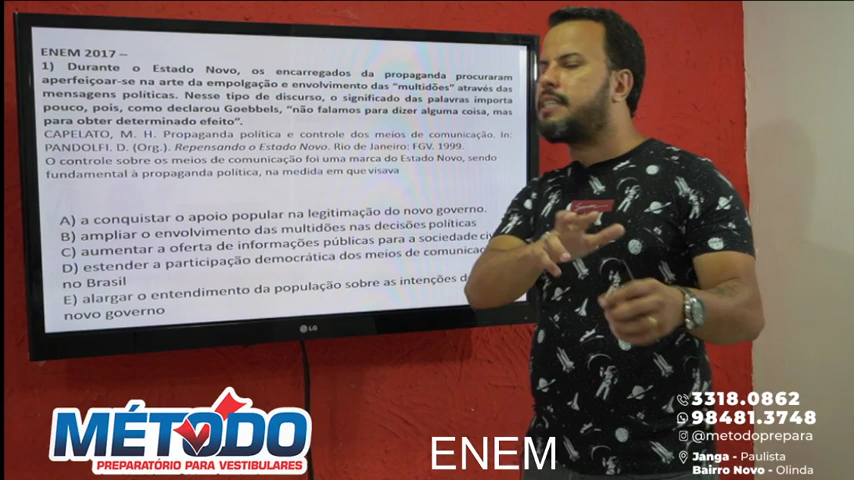 ENEM 2017 –
1) Durante o Estado Novo, os encarregados da propaganda procuraram
aperfeiçoar-se na arte da empolgação e envolvimento das “multidões” através das
mensagens políticas. Nesse tipo de discurso, o significado das palavras importa
pouco, pois, como declarou Goebbels, “não falamos para dizer alguma coisa, mas
para obter determinado efeito”.
CAPELATO, M. H. Propaganda política e controle dos meios de comunicação. In:
PANDOLFI. D. (Org.). Repensando o Estado Novo. Rio de Janeiro: FGV. 1999.
O controle sobre os meios de comunicação foi uma marca do Estado Novo, sendo
fundamental à propaganda política, na medida em que visava
A) a conquistar o apoio popular na legitimação do novo governo.
B) ampliar o envolvimento das multidões nas decisões políticas
C) aumentar a oferta de informações públicas para a sociedade
D) estender a participação democrática dos meios de
no Brasil
E) alargar o entendimento da população sobre as intenções
novo governo
LG
MÉTODO
PREPARATÓRIO PARA VESTIBULARES
ENEM
3318.0862
98481.3748
@metodoprepara
Janga - Paulista
Bairro Novo - Olinda